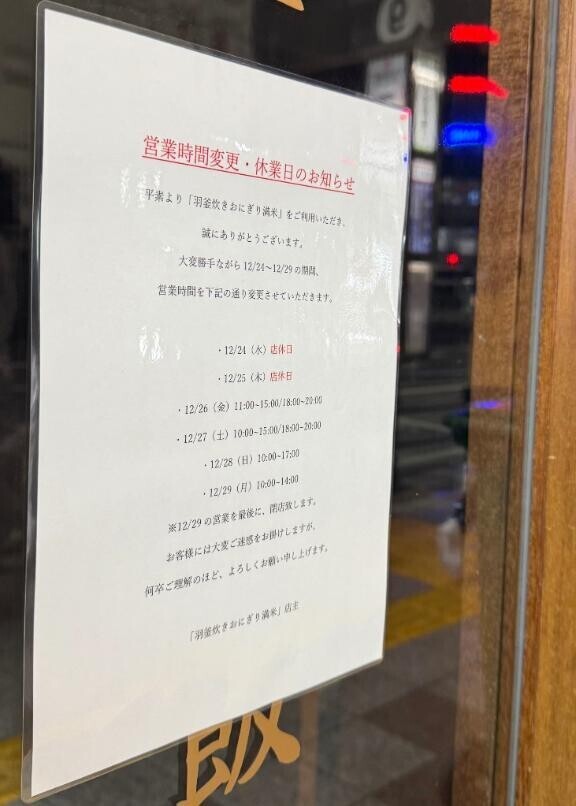 営業時間変更・休業日のお知らせ
平素より「羽釜炊きおにぎり満米」をご利用いただき、
誠にありがとうございます。
大変勝手ながら 12/24～12/29 の期間、
営業時間を下記の通り変更させていただきます。
・12/24（水）店休日
・12/25（木）店休日
・12/26（金）11:00~15:00/18:00~20:00
・12/27（土）10:00~15:00/18:00~20:00
・12/28（日）10:00~17:00
・12/29（月）10:00~14:00
※12/29 の営業を最後に、閉店致します。
お客様には大変ご迷惑をお掛けしますが、
何卒ご理解のほど、よろしくお願い申し上げます。
「羽釜炊きおにぎり満米」店主
飯